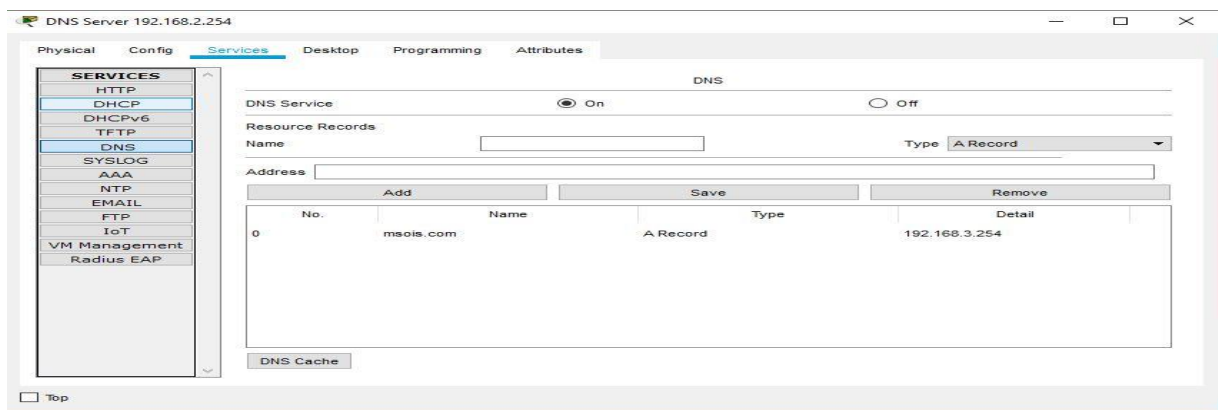 DNS Server 192.168.2.254
Physical Config Services Desktop Programming Attributes
SERVICES
HTTP
DHCP
DHCPv6
TFTP
DNS
SYSLOG
AAA
NTP
EMAIL
FTP
IoT
VM Management
Radius EAP
DNS
DNS Service On Off
Resource Records
Name Type A Record
Address
Add Save Remove
No. Name Type Detail
0 msois.com A Record 192.168.3.254
DNS Cache
Top